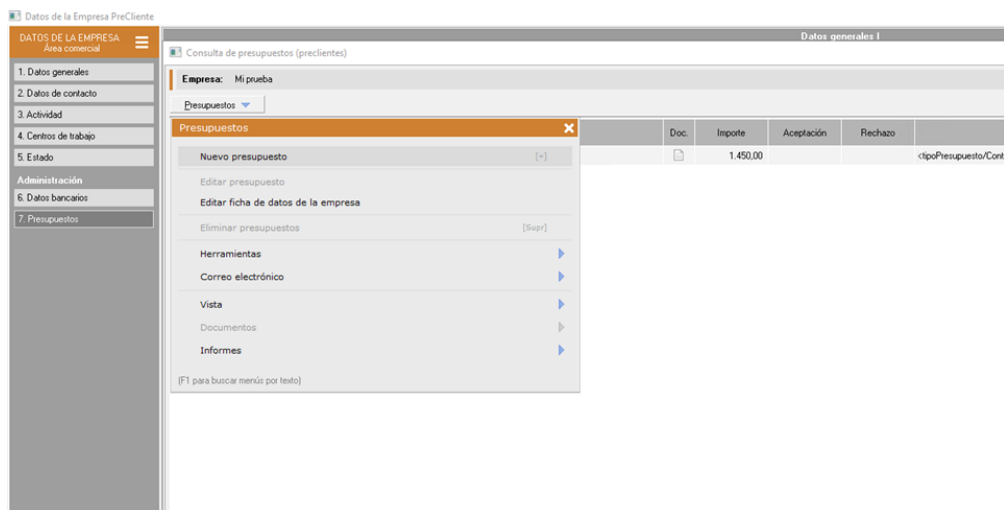 Datos de la Empresa PreCliente
DATOS DE LA EMPRESA
Área comercial
Datos generales I
Consulta de presupuestos (preclientes)
1. Datos generales
2. Datos de contacto
3. Actividad
4. Centros de trabajo
5. Estado
Administración
6. Datos bancarios
7. Presupuestos
Empresa: Mi prueba
Presupuestos
Presupuestos
Doc. Importe Aceptación Rechazo
1.450,00 <tipoPresupuesto/Cont
Nuevo presupuesto [+]
Editar presupuesto
Editar ficha de datos de la empresa
Eliminar presupuestos [Supr]
Herramientas
Correo electrónico
Vista
Documentos
Informes
(F1 para buscar menús por texto)